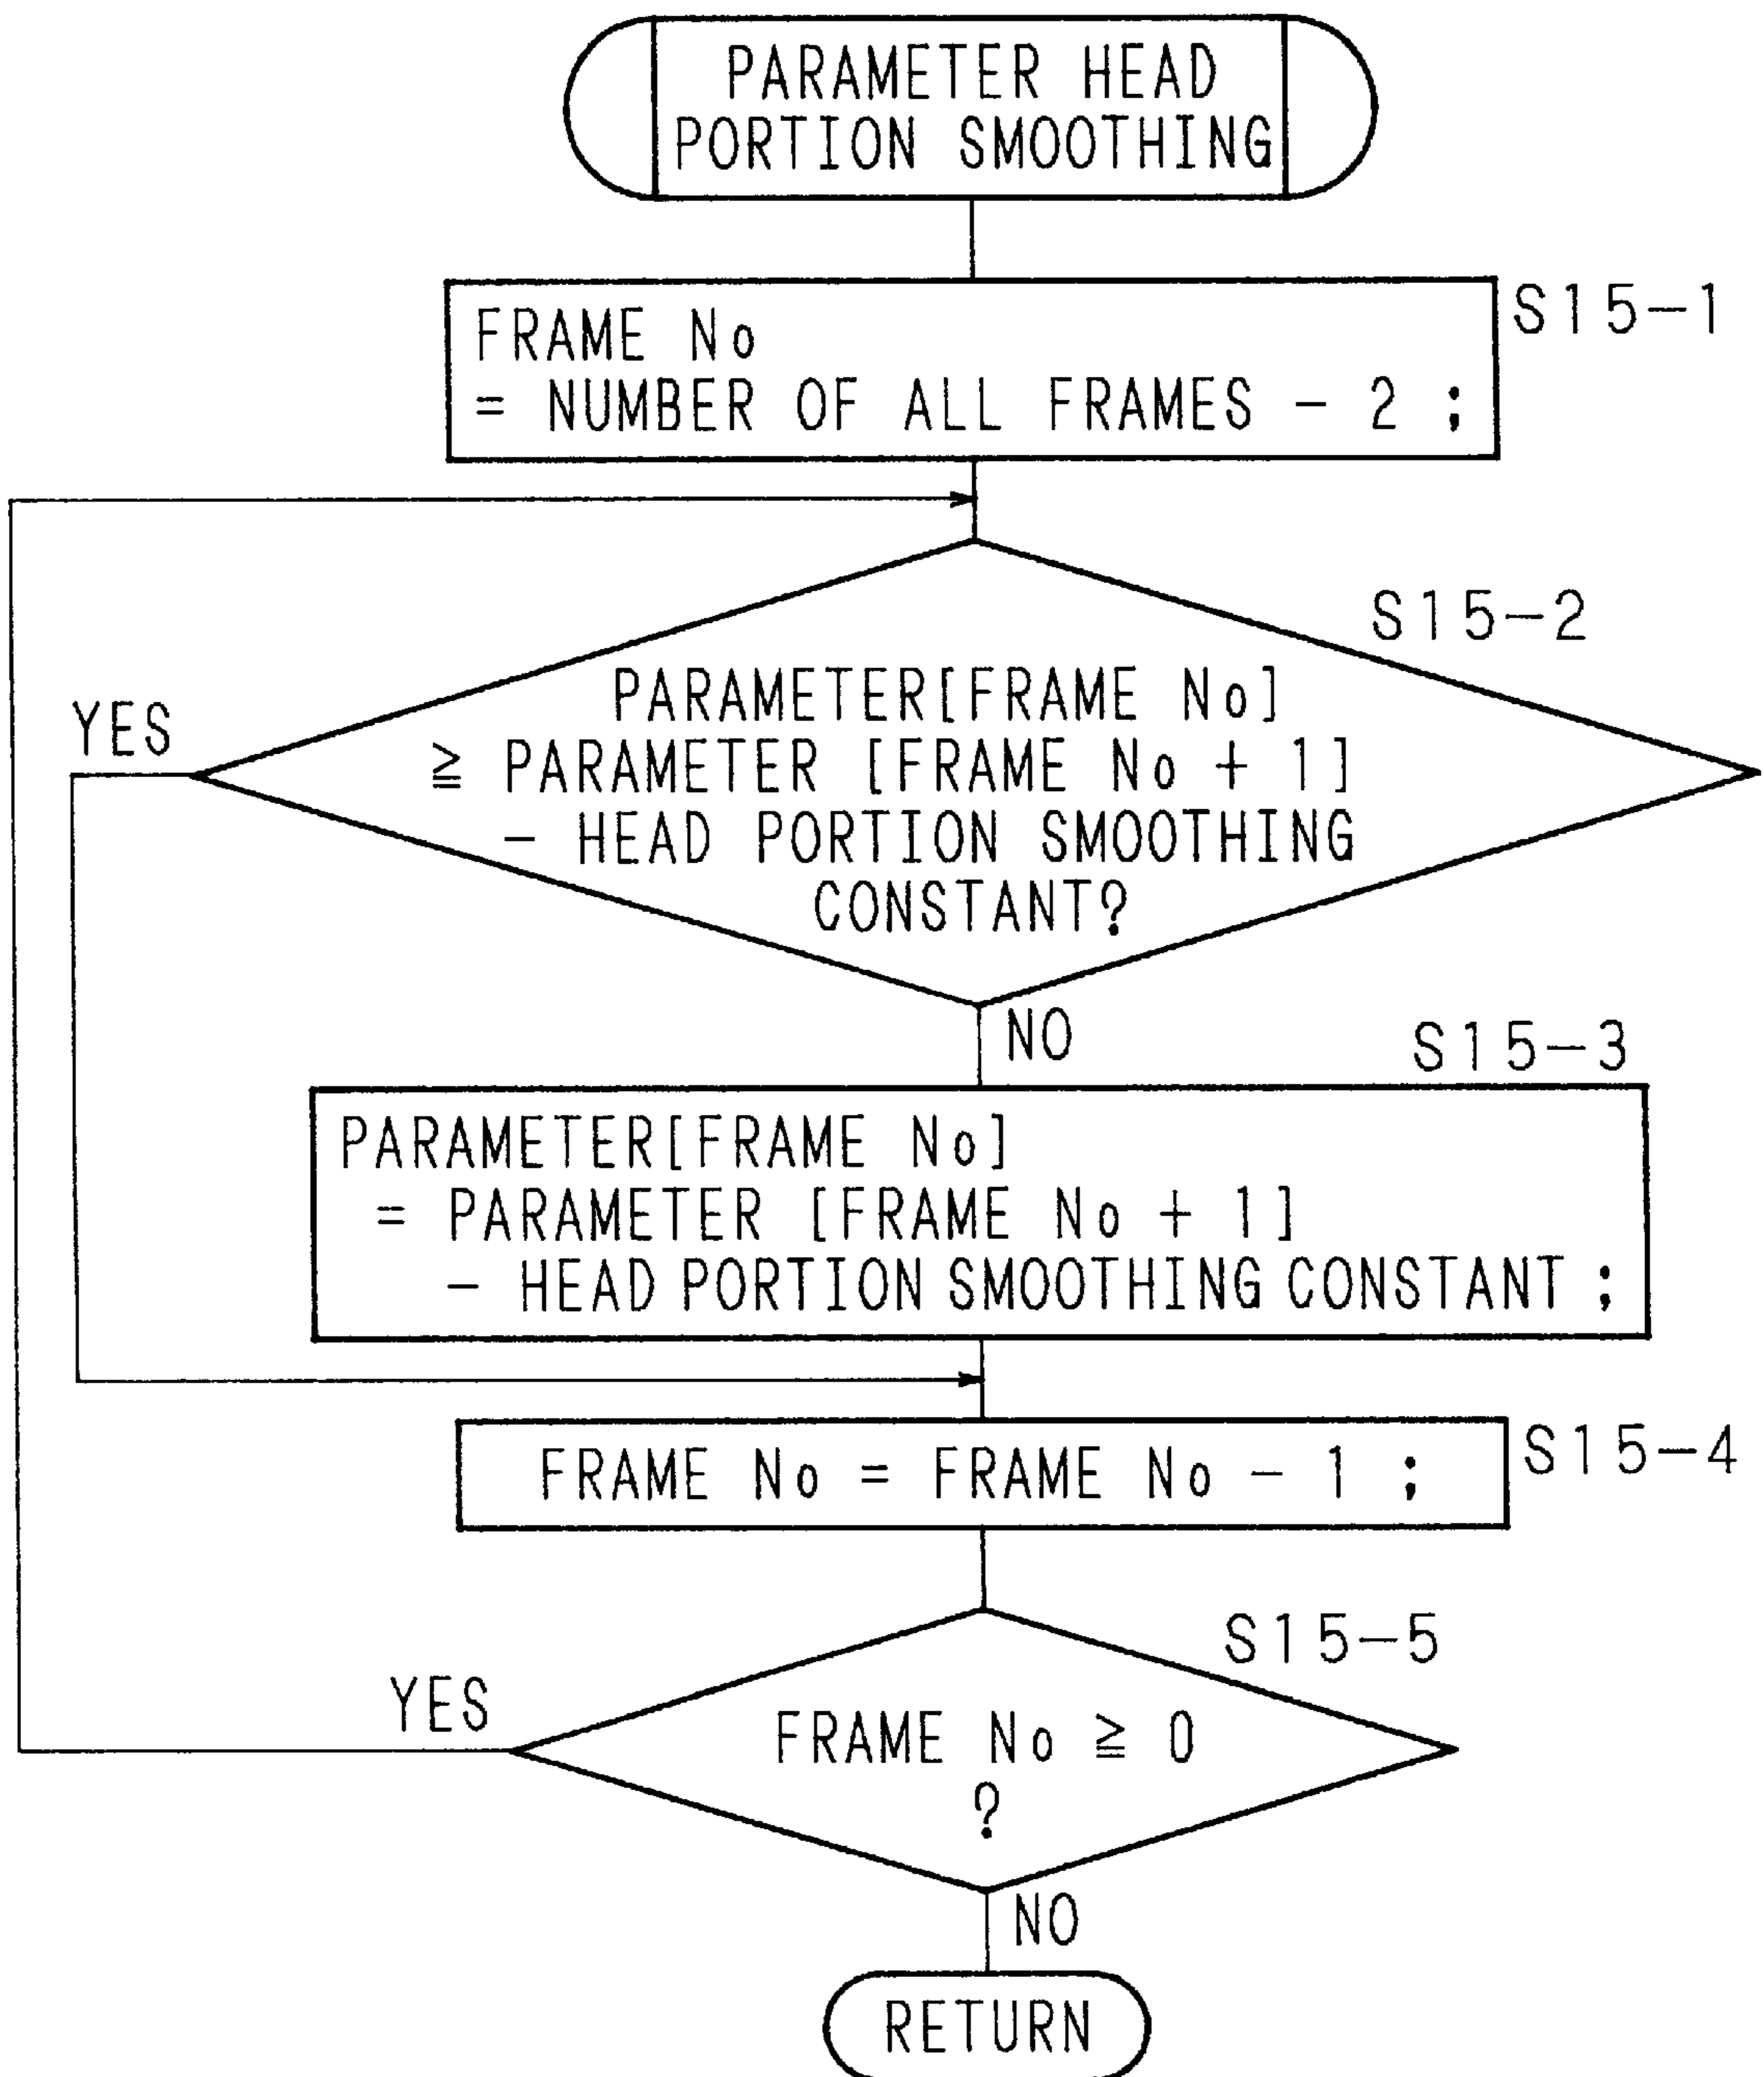 PARAMETER HEAD
PORTION SMOOTHING
S15-1
FRAME No
= NUMBER OF ALL FRAMES - 2 ;
S15-2
PARAMETER[FRAME No]
YES
≧ PARAMETER [FRAME No + 1]
- HEAD PORTION SMOOTHING
CONSTANT?
NO
S15-3
PARAMETER[FRAME No]
= PARAMETER [FRAME No + 1]
- HEAD PORTION SMOOTHING CONSTANT ;
FRAME No = FRAME No - 1 ;
S15-4
S15-5
YES
FRAME No ≧ 0
?
NO
RETURN